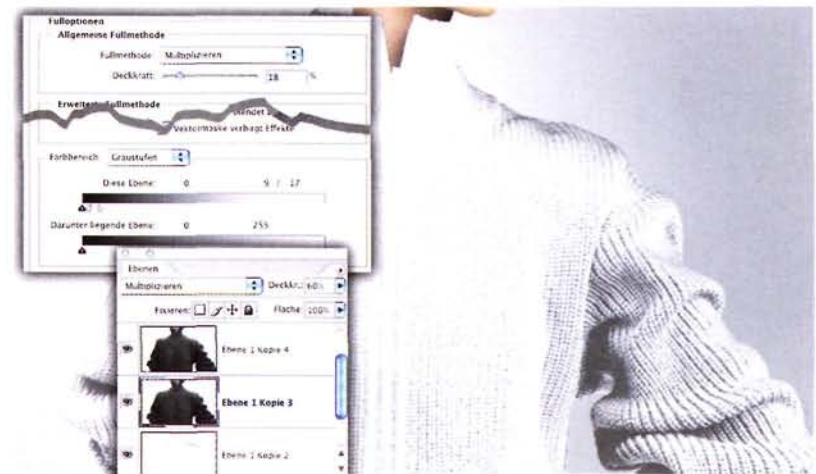 Fülloptionen
Allgemeine Füllmethode
Füllmethode: Multiplizieren
Deckkraft: 18 %
Erweiterte Füllmethode
Vektormaske verbirgt Effekte
Farbbereich: Graustufen
Diese Ebene: 0 9 / 17
Darunter liegende Ebene: 0 255
Ebenen
Multiplizieren Deckkr.: 60%
Fixieren: Fläche: 100%
Ebene 1 Kopie 4
Ebene 1 Kopie 3
Ebene 1 Kopie 2